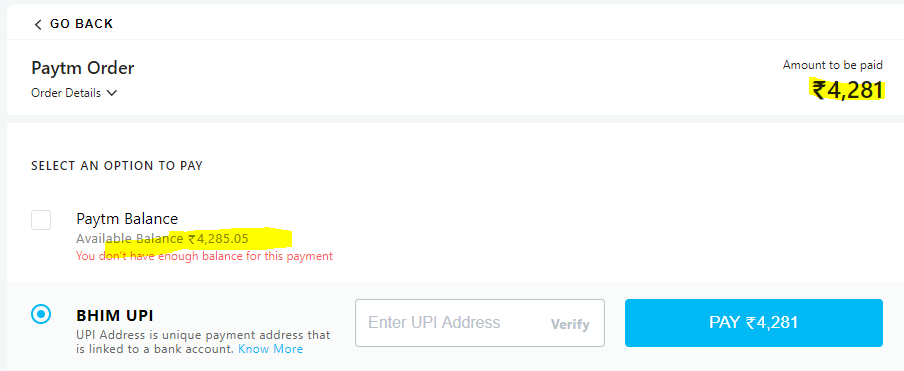 GO BACK
Paytm Order
Order Details
Amount to be paid
₹4,281
SELECT AN OPTION TO PAY
Paytm Balance
Available Balance ₹4,285.05
You don't have enough balance for this payment
BHIM UPI
UPI Address is unique payment address that
is linked to a bank account. Know More
Enter UPI Address
Verify
PAY ₹4,281